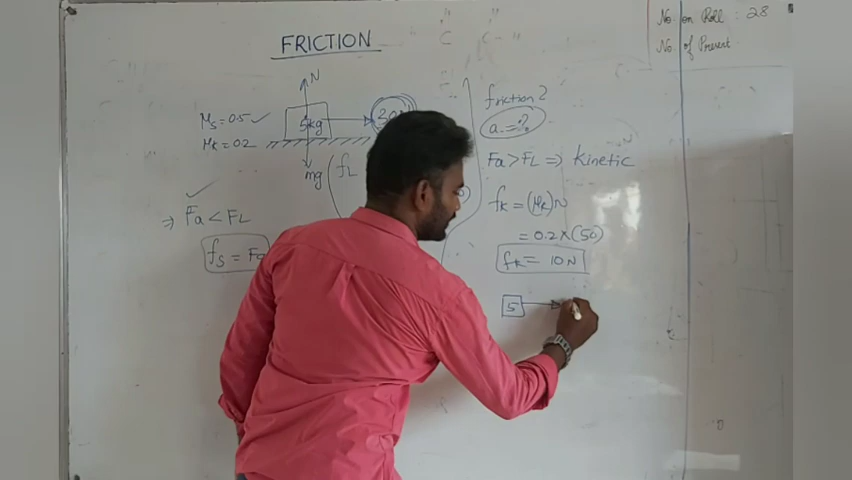 No on Roll : 28
No of Present
FRICTION
N
μs = 0.5 ✓
μk = 0.2
5kg
30N
mg
fL
⇒ Fa < FL
fs = Fa
friction?
a = ?
Fa > FL ⇒ kinetic
fk = (μk)N
= 0.2 × (50)
fk = 10N
5